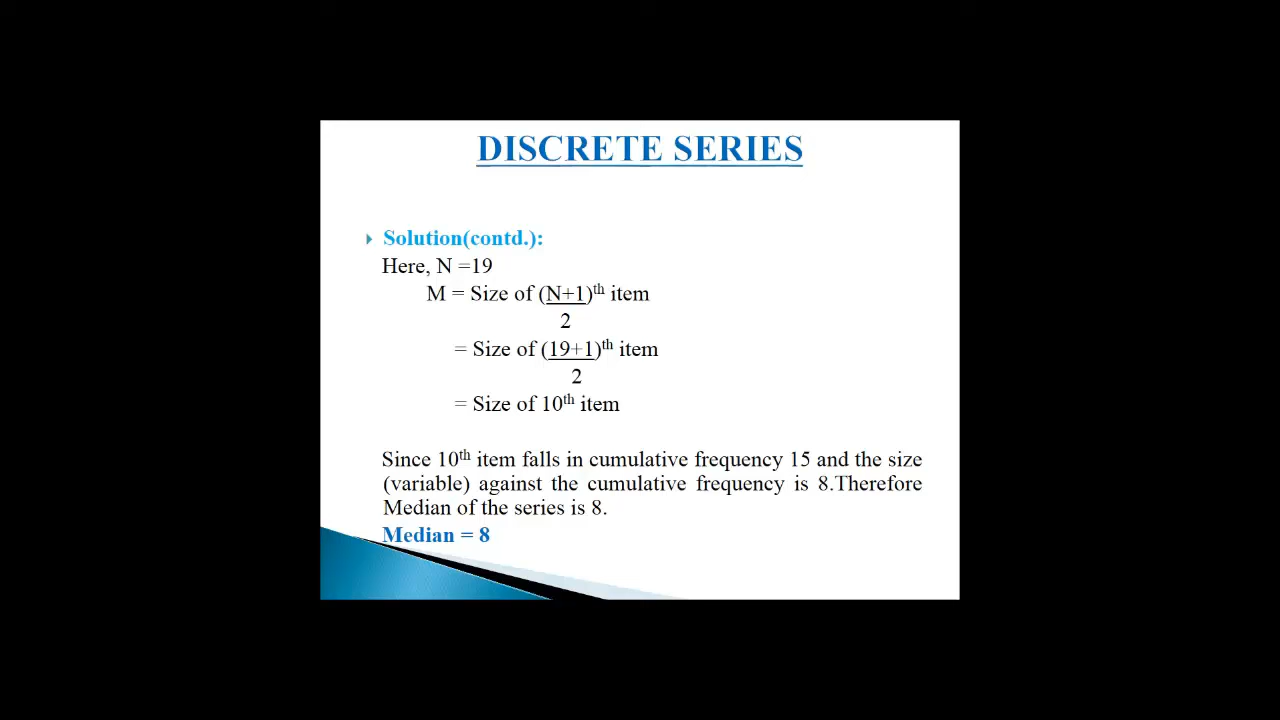 DISCRETE SERIES
Solution(contd.):
Here, N =19
M = Size of (N+1)th item
2
= Size of (19+1)th item
2
= Size of 10th item
Since 10th item falls in cumulative frequency 15 and the size
(variable) against the cumulative frequency is 8.Therefore
Median of the series is 8.
Median = 8